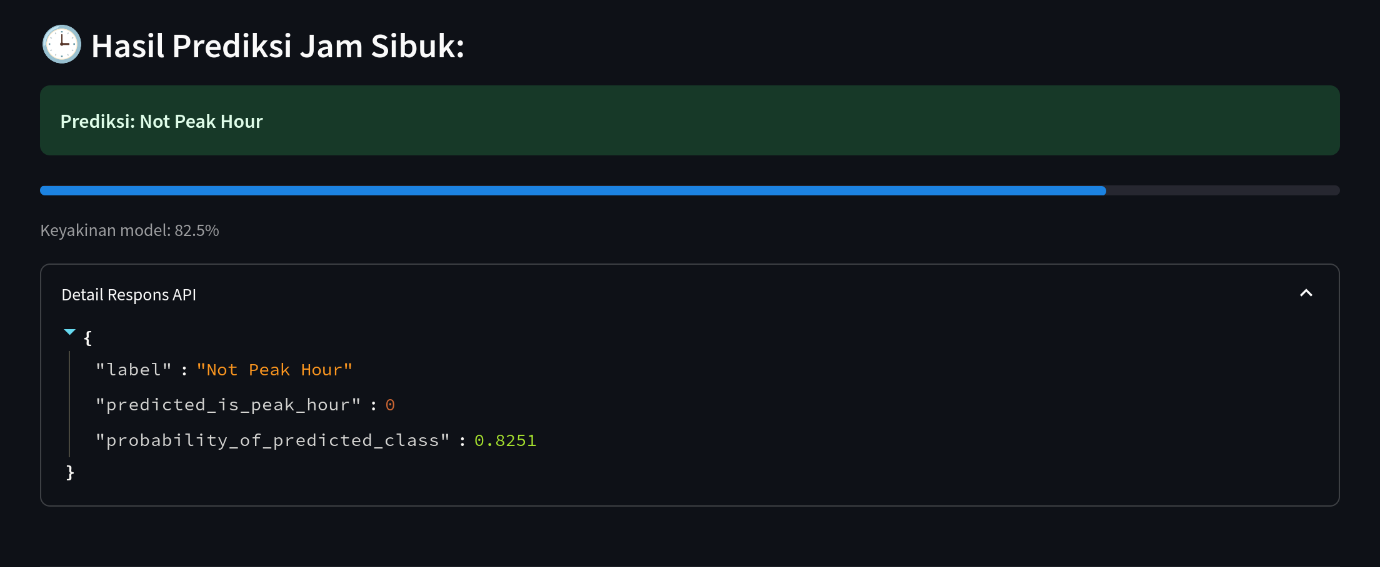 Hasil Prediksi Jam Sibuk:
Prediksi: Not Peak Hour
Keyakinan model: 82.5%
Detail Respons API
{
"label" : "Not Peak Hour"
"predicted_is_peak_hour" : 0
"probability_of_predicted_class" : 0.8251
}